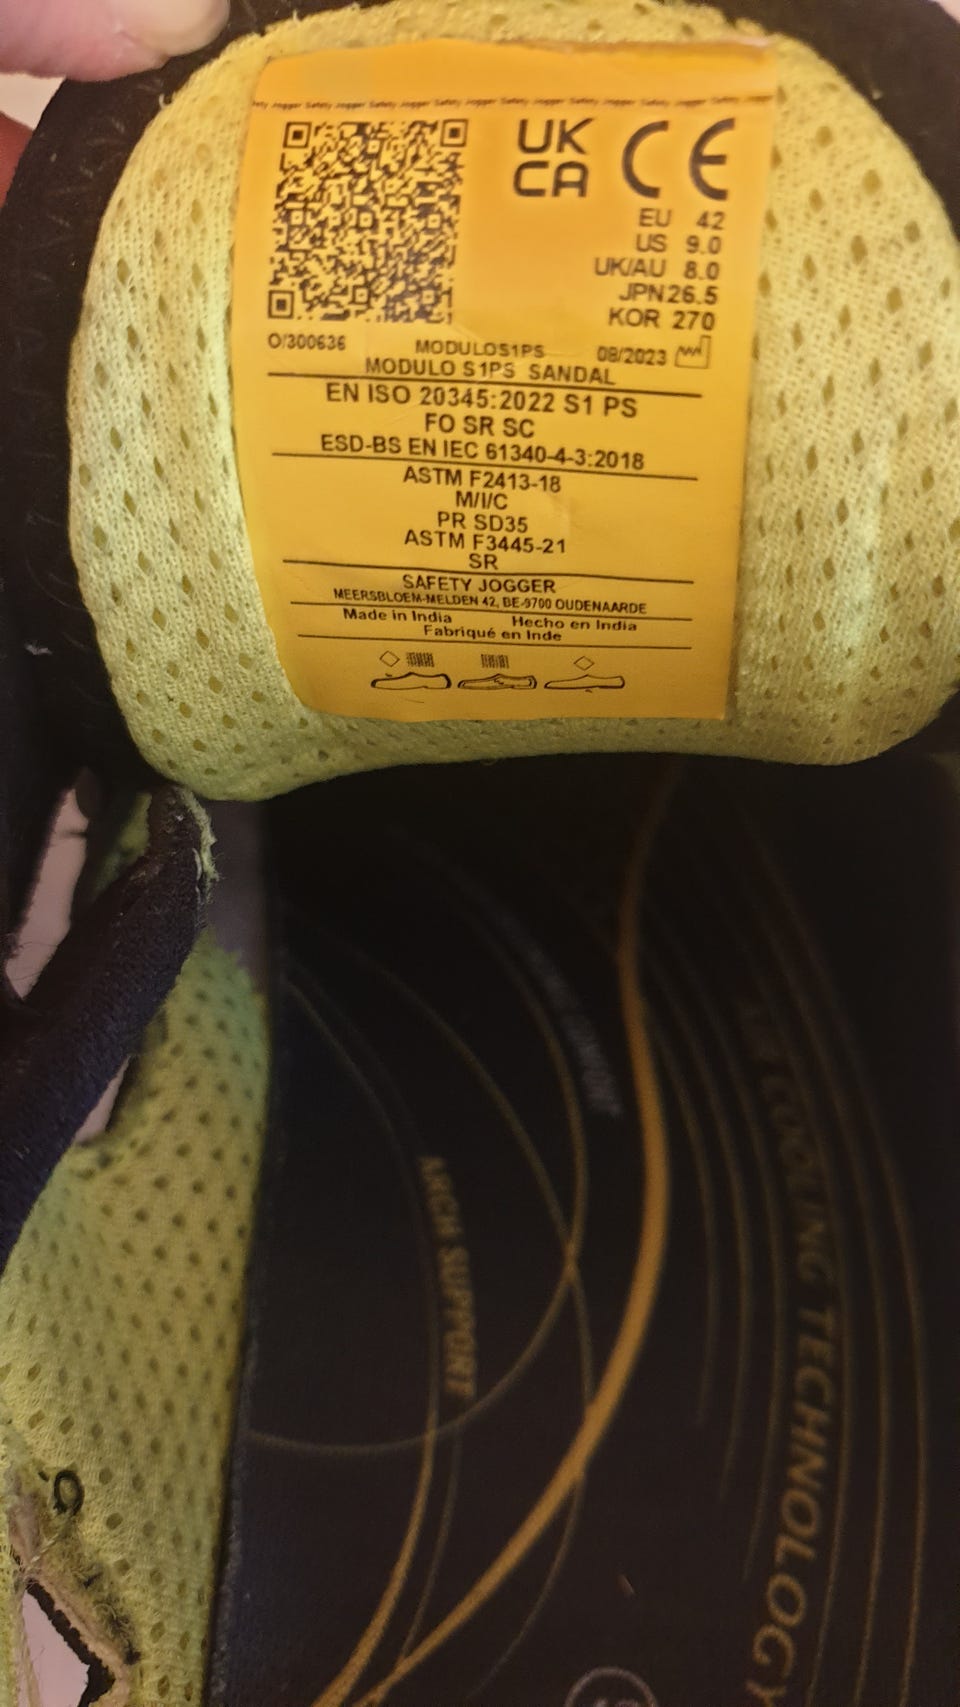 ety Jogger Safety Jogger Safety Jogger Safety Jogger Safety Jogger Safety Jogger Safety Jogger Safety Jogger
UK
CA
CE
EU 42
US 9.0
UK/AU 8.0
JPN 26.5
KOR 270
O/300636 MODULOS1PS 08/2023
MODULO S1PS SANDAL
EN ISO 20345:2022 S1 PS
FO SR SC
ESD-BS EN IEC 61340-4-3:2018
ASTM F2413-18
M/I/C
PR SD35
ASTM F3445-21
SR
SAFETY JOGGER
MEERSBLOEM-MELDEN 42, BE-9700 OUDENAARDE
Made in India Hecho en India
Fabriqué en Inde
ARCH SUPPORT
COOLING TECHNOLOGY